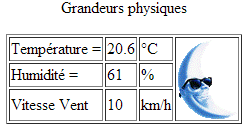 Grandeurs physiques
Température = 20.6 °C
Humidité = 61 %
Vitesse Vent 10 km/h